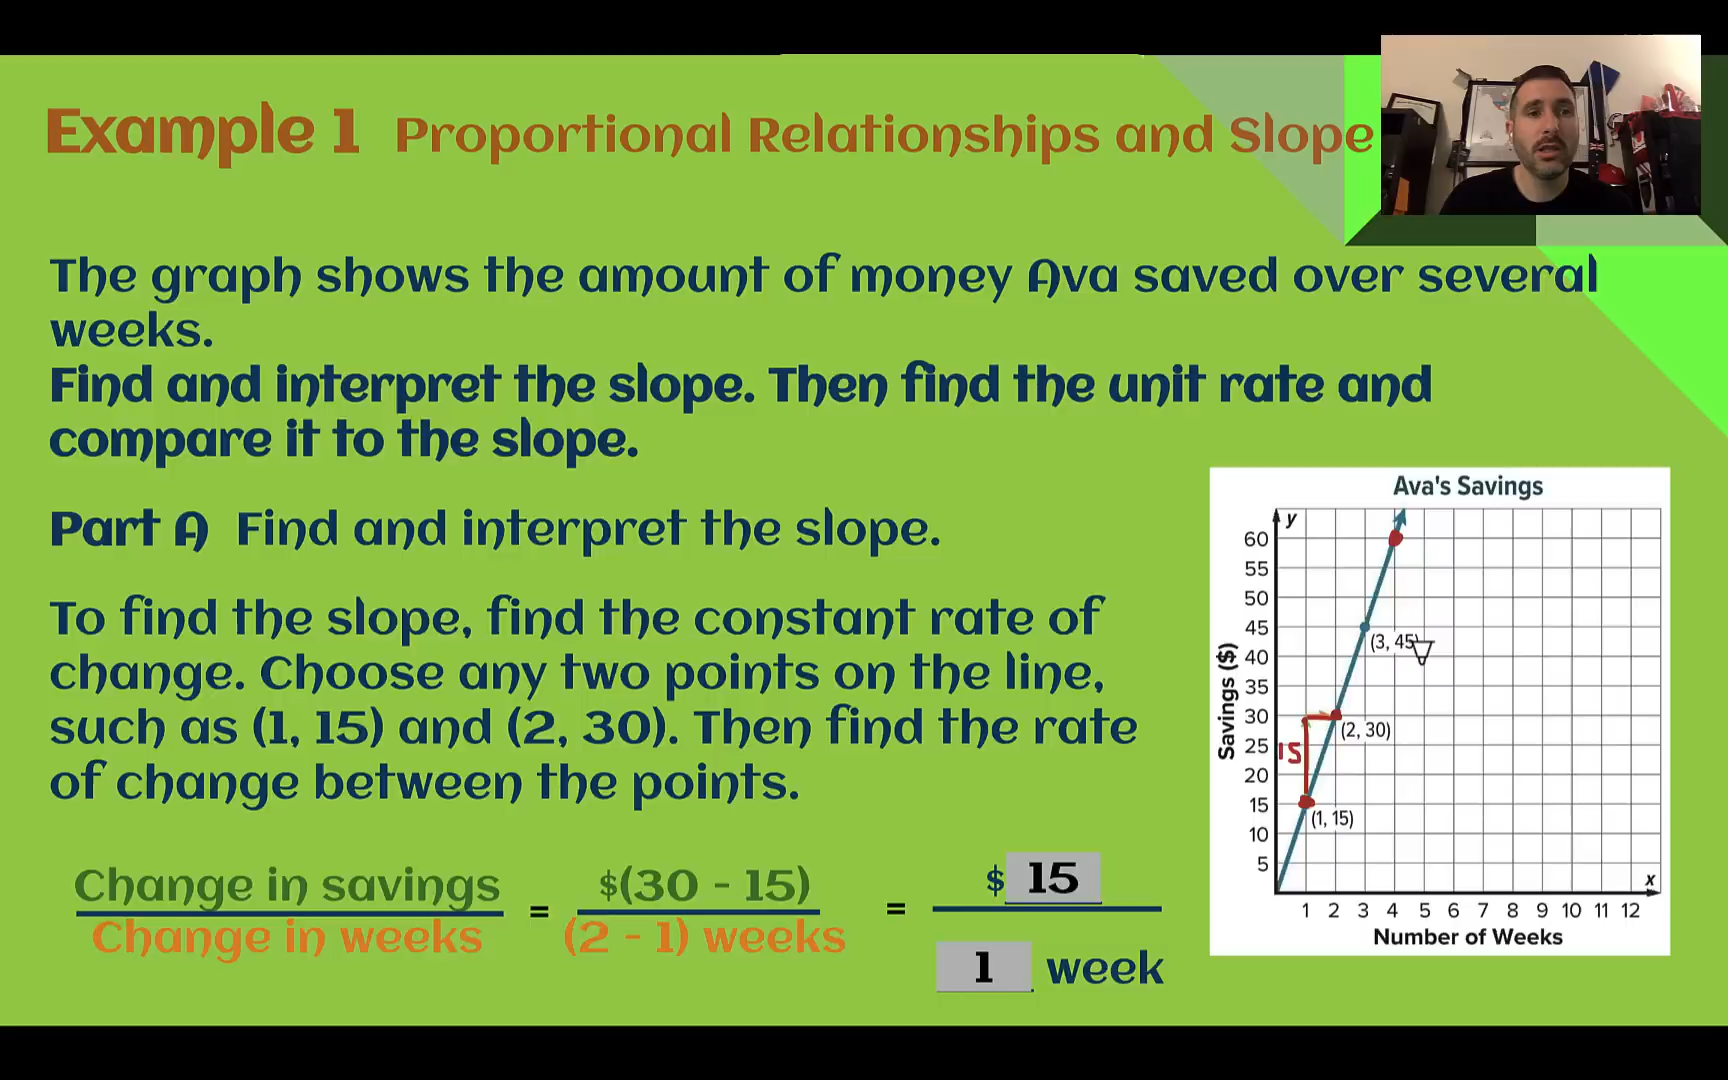 Example 1 Proportional Relationships and Slope
The graph shows the amount of money Ava saved over several
weeks.
Find and interpret the slope. Then find the unit rate and
compare it to the slope.
Part A Find and interpret the slope.
To find the slope, find the constant rate of
change. Choose any two points on the line,
such as (1, 15) and (2, 30). Then find the rate
of change between the points.
Change in savings
Change in weeks
=
$(30 - 15)
(2 - 1) weeks
=
$ 15
1 week
Ava's Savings
y
60
55
50
45
40
35
30
25
20
15
10
5
Savings ($)
(3, 45)
(2, 30)
15
(1, 15)
x
1 2 3 4 5 6 7 8 9 10 11 12
Number of Weeks